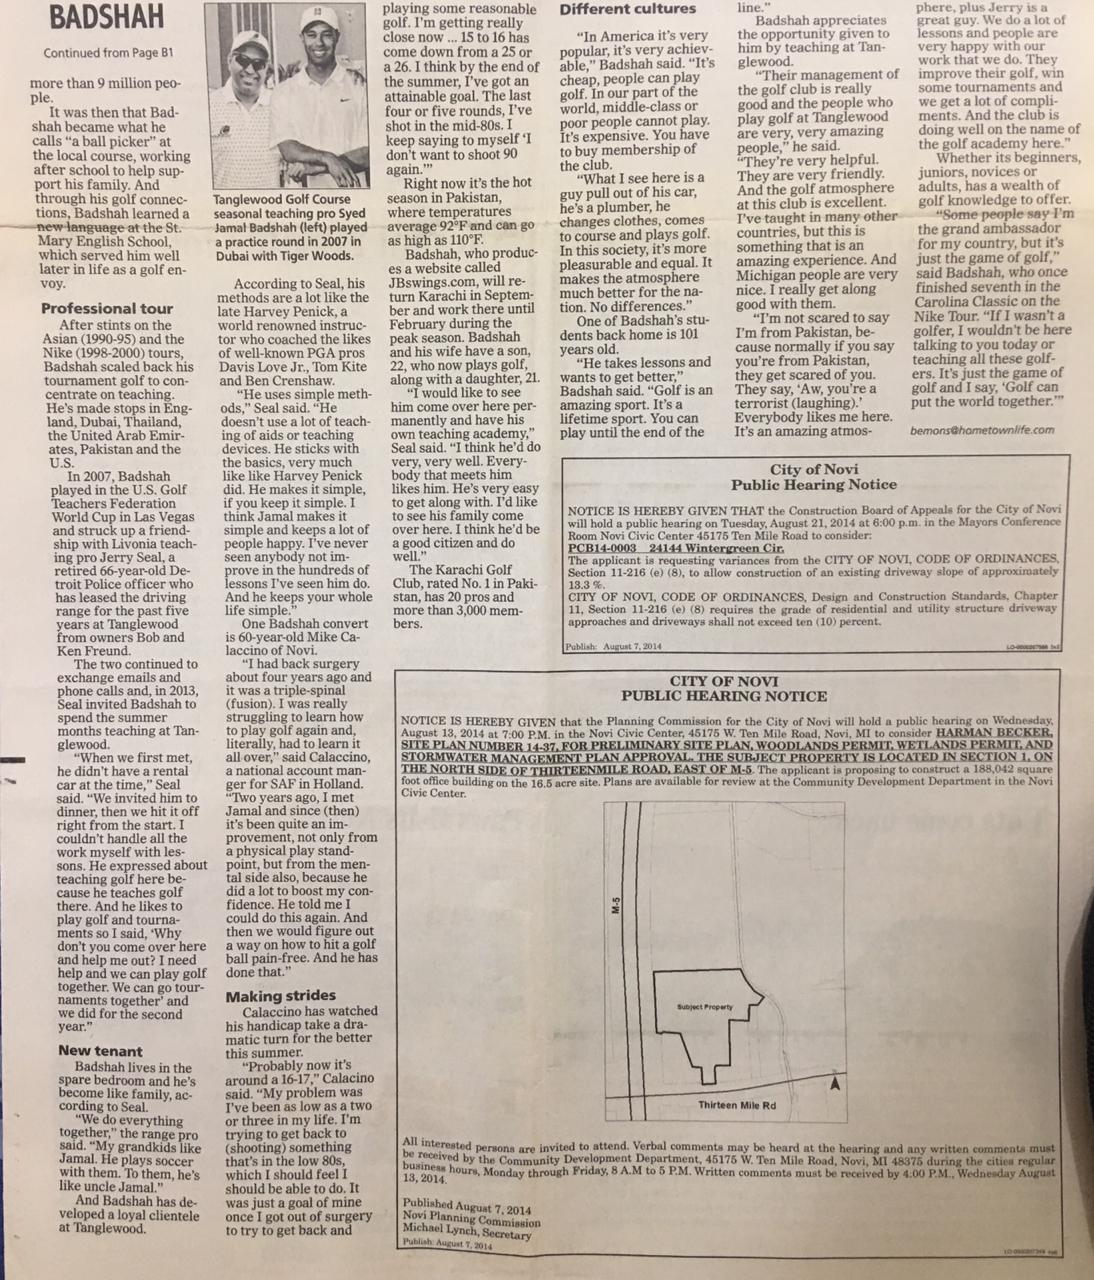 BADSHAH
Continued from Page B1
more than 9 million peo-
ple.
It was then that Bad-
shah became what he
calls “a ball picker” at
the local course, working
after school to help sup-
port his family. And
through his golf connec-
tions, Badshah learned a
new language at the St.
Mary English School,
which served him well
later in life as a golf en-
voy.
Professional tour
After stints on the
Asian (1990-95) and the
Nike (1998-2000) tours,
Badshah scaled back his
tournament golf to con-
centrate on teaching.
He's made stops in Eng-
land, Dubai, Thailand,
the United Arab Emir-
ates, Pakistan and the
U.S.
In 2007, Badshah
played in the U.S. Golf
Teachers Federation
World Cup in Las Vegas
and struck up a friend-
ship with Livonia teach-
ing pro Jerry Seal, a
retired 66-year-old De-
troit Police officer who
has leased the driving
range for the past five
years at Tanglewood
from owners Bob and
Ken Freund.
The two continued to
exchange emails and
phone calls and, in 2013,
Seal invited Badshah to
spend the summer
months teaching at Tan-
glewood.
“When we first met,
he didn't have a rental
car at the time,” Seal
said. “We invited him to
dinner, then we hit it off
right from the start. I
couldn't handle all the
work myself with les-
sons. He expressed about
teaching golf here be-
cause he teaches golf
there. And he likes to
play golf and tourna-
ments so I said, ‘Why
don't you come over here
and help me out? I need
help and we can play golf
together. We can go tour-
naments together’ and
we did for the second
year.”
New tenant
Badshah lives in the
spare bedroom and he's
become like family, ac-
cording to Seal.
“We do everything
together,” the range pro
said. “My grandkids like
Jamal. He plays soccer
with them. To them, he's
like uncle Jamal.”
And Badshah has de-
veloped a loyal clientele
at Tanglewood.
Tanglewood Golf Course
seasonal teaching pro Syed
Jamal Badshah (left) played
a practice round in 2007 in
Dubai with Tiger Woods.
According to Seal, his
methods are a lot like the
late Harvey Penick, a
world renowned instruc-
tor who coached the likes
of well-known PGA pros
Davis Love Jr., Tom Kite
and Ben Crenshaw.
“He uses simple meth-
ods,” Seal said. “He
doesn't use a lot of teach-
ing of aids or teaching
devices. He sticks with
the basics, very much
like like Harvey Penick
did. He makes it simple,
if you keep it simple. I
think Jamal makes it
simple and keeps a lot of
people happy. I've never
seen anybody not im-
prove in the hundreds of
lessons I've seen him do.
And he keeps your whole
life simple.”
One Badshah convert
is 60-year-old Mike Ca-
laccino of Novi.
“I had back surgery
about four years ago and
it was a triple-spinal
(fusion). I was really
struggling to learn how
to play golf again and,
literally, had to learn it
all over,” said Calaccino,
a national account man-
ger for SAF in Holland.
“Two years ago, I met
Jamal and since (then)
it's been quite an im-
provement, not only from
a physical play stand-
point, but from the men-
tal side also, because he
did a lot to boost my con-
fidence. He told me I
could do this again. And
then we would figure out
a way on how to hit a golf
ball pain-free. And he has
done that.”
Making strides
Calaccino has watched
his handicap take a dra-
matic turn for the better
this summer.
“Probably now it's
around a 16-17,” Calacino
said. “My problem was
I've been as low as a two
or three in my life. I'm
trying to get back to
(shooting) something
that's in the low 80s,
which I should feel I
should be able to do. It
was just a goal of mine
once I got out of surgery
to try to get back and
playing some reasonable
golf. I'm getting really
close now ... 15 to 16 has
come down from a 25 or
a 26. I think by the end of
the summer, I've got an
attainable goal. The last
four or five rounds, I've
shot in the mid-80s. I
keep saying to myself ‘I
don't want to shoot 90
again.’”
Right now it's the hot
season in Pakistan,
where temperatures
average 92°F and can go
as high as 110°F.
Badshah, who produc-
es a website called
JBswings.com, will re-
turn Karachi in Septem-
ber and work there until
February during the
peak season. Badshah
and his wife have a son,
22, who now plays golf,
along with a daughter, 21.
“I would like to see
him come over here per-
manently and have his
own teaching academy,”
Seal said. “I think he'd do
very, very well. Every-
body that meets him
likes him. He's very easy
to get along with. I'd like
to see his family come
over here. I think he'd be
a good citizen and do
well.”
The Karachi Golf
Club, rated No. 1 in Paki-
stan, has 20 pros and
more than 3,000 mem-
bers.
Different cultures
“In America it's very
popular, it's very achiev-
able,” Badshah said. “It's
cheap, people can play
golf. In our part of the
world, middle-class or
poor people cannot play.
It's expensive. You have
to buy membership of
the club.
“What I see here is a
guy pull out of his car,
he's a plumber, he
changes clothes, comes
to course and plays golf.
In this society, it's more
pleasurable and equal. It
makes the atmosphere
much better for the na-
tion. No differences.”
One of Badshah's stu-
dents back home is 101
years old.
“He takes lessons and
wants to get better,”
Badshah said. “Golf is an
amazing sport. It's a
lifetime sport. You can
play until the end of the
line.”
Badshah appreciates
the opportunity given to
him by teaching at Tan-
glewood.
“Their management of
the golf club is really
good and the people who
play golf at Tanglewood
are very, very amazing
people,” he said.
“They're very helpful.
They are very friendly.
And the golf atmosphere
at this club is excellent.
I've taught in many other
countries, but this is
something that is an
amazing experience. And
Michigan people are very
nice. I really get along
good with them.
“I'm not scared to say
I'm from Pakistan, be-
cause normally if you say
you're from Pakistan,
they get scared of you.
They say, ‘Aw, you're a
terrorist (laughing).’
Everybody likes me here.
It's an amazing atmos-
phere, plus Jerry is a
great guy. We do a lot of
lessons and people are
very happy with our
work that we do. They
improve their golf, win
some tournaments and
we get a lot of compli-
ments. And the club is
doing well on the name of
the golf academy here.”
Whether its beginners,
juniors, novices or
adults, has a wealth of
golf knowledge to offer.
“Some people say I'm
the grand ambassador
for my country, but it's
just the game of golf,”
said Badshah, who once
finished seventh in the
Carolina Classic on the
Nike Tour. “If I wasn't a
golfer, I wouldn't be here
talking to you today or
teaching all these golf-
ers. It's just the game of
golf and I say, ‘Golf can
put the world together.’”
bemons@hometownlife.com
City of Novi
Public Hearing Notice
NOTICE IS HEREBY GIVEN THAT the Construction Board of Appeals for the City of Novi
will hold a public hearing on Tuesday, August 21, 2014 at 6:00 p.m. in the Mayors Conference
Room Novi Civic Center 45175 Ten Mile Road to consider:
PCB14-0003 24144 Wintergreen Cir.
The applicant is requesting variances from the CITY OF NOVI, CODE OF ORDINANCES,
Section 11-216 (e) (8), to allow construction of an existing driveway slope of approximately
13.3 %.
CITY OF NOVI, CODE OF ORDINANCES, Design and Construction Standards, Chapter
11, Section 11-216 (e) (8) requires the grade of residential and utility structure driveway
approaches and driveways shall not exceed ten (10) percent.
Publish: August 7, 2014
CITY OF NOVI
PUBLIC HEARING NOTICE
NOTICE IS HEREBY GIVEN that the Planning Commission for the City of Novi will hold a public hearing on Wednesday,
August 13, 2014 at 7:00 P.M. in the Novi Civic Center, 45175 W. Ten Mile Road, Novi, MI to consider HARMAN BECKER,
SITE PLAN NUMBER 14-37, FOR PRELIMINARY SITE PLAN, WOODLANDS PERMIT, WETLANDS PERMIT, AND
STORMWATER MANAGEMENT PLAN APPROVAL. THE SUBJECT PROPERTY IS LOCATED IN SECTION 1, ON
THE NORTH SIDE OF THIRTEENMILE ROAD, EAST OF M-5. The applicant is proposing to construct a 188,042 square
foot office building on the 16.5 acre site. Plans are available for review at the Community Development Department in the Novi
Civic Center.
M-5
Subject Property
Thirteen Mile Rd
All interested persons are invited to attend. Verbal comments may be heard at the hearing and any written comments must
be received by the Community Development Department, 45175 W. Ten Mile Road, Novi, MI 48375 during the cities regular
business hours, Monday through Friday, 8 A.M to 5 P.M. Written comments must be received by 4:00 P.M., Wednesday August
13, 2014.
Published August 7, 2014
Novi Planning Commission
Michael Lynch, Secretary
Publish: August 7, 2014